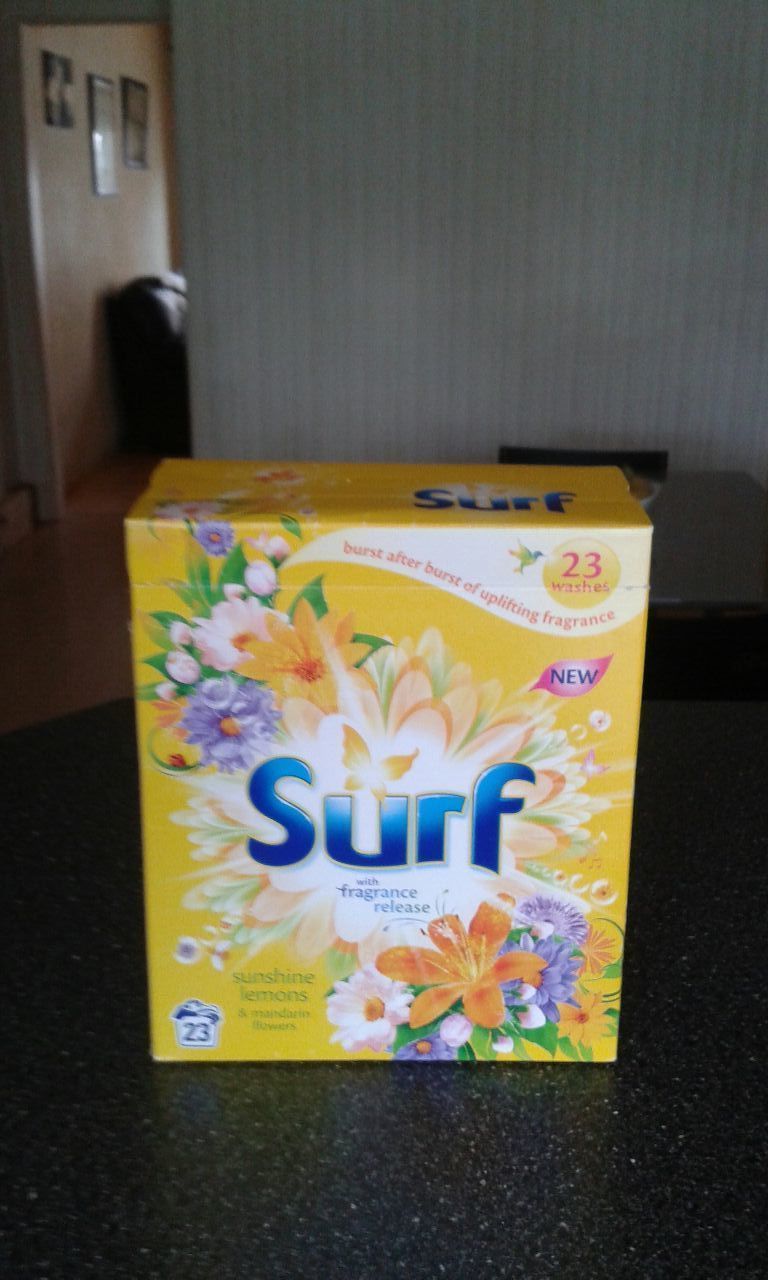 Surf
burst after burst of uplifting fragrance
23
washes
NEW
Surf
with
fragrance
release
sunshine
lemons
& mandarin
flowers
23